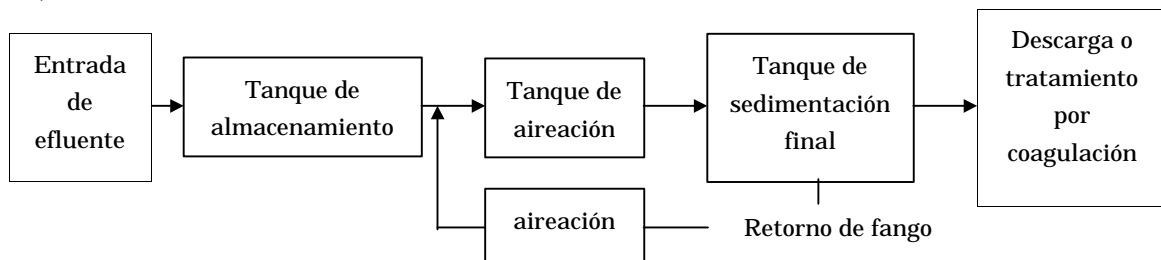 Entrada
de
efluente
Tanque de
almacenamiento
Tanque de
aireación
Tanque de
sedimentación
final
Descarga o
tratamiento
por
coagulación
aireación
Retorno de fango